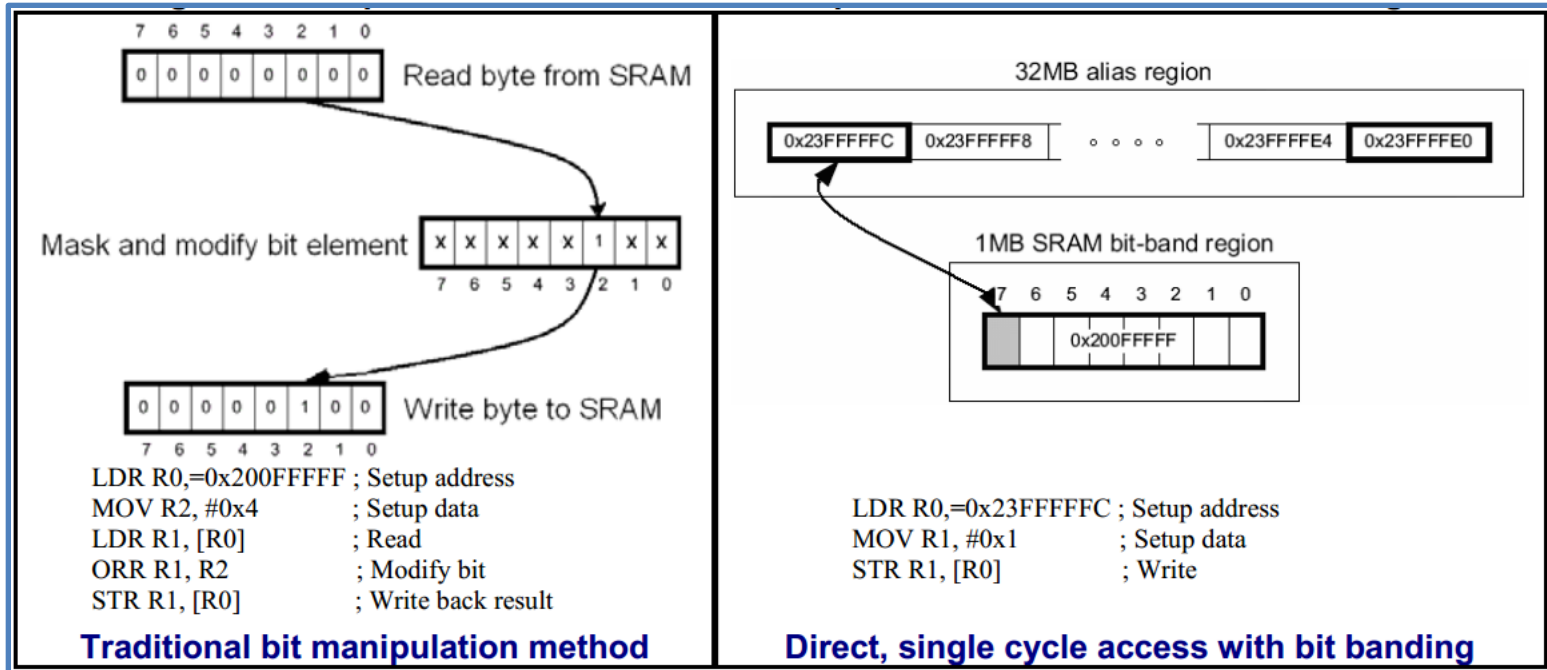 7 6 5 4 3 2 1 0
0 0 0 0 0 0 0 0 Read byte from SRAM
Mask and modify bit element X X X X X 1 X X
7 6 5 4 3 2 1 0
0 0 0 0 0 1 0 0 Write byte to SRAM
7 6 5 4 3 2 1 0
LDR R0,=0x200FFFFF ; Setup address
MOV R2, #0x4 ; Setup data
LDR R1, [R0] ; Read
ORR R1, R2 ; Modify bit
STR R1, [R0] ; Write back result
Traditional bit manipulation method
32MB alias region
0x23FFFFFC 0x23FFFFF8 0x23FFFFE4 0x23FFFFE0
1MB SRAM bit-band region
7 6 5 4 3 2 1 0
0x200FFFFF
LDR R0,=0x23FFFFFC ; Setup address
MOV R1, #0x1 ; Setup data
STR R1, [R0] ; Write
Direct, single cycle access with bit banding